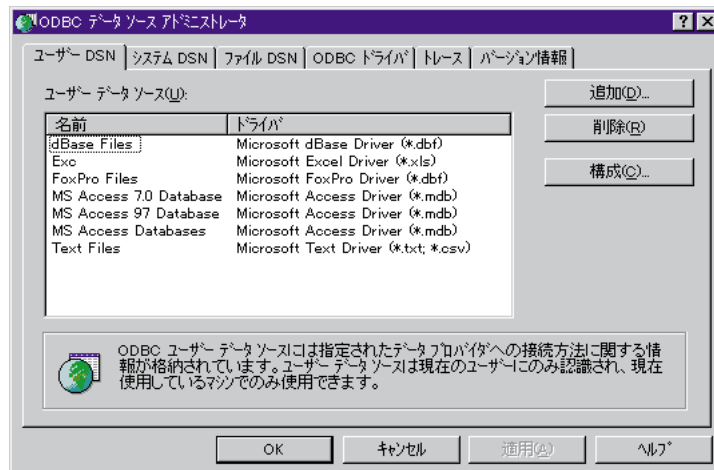 ODBC ﾃﾞｰﾀ ｿｰｽ ｱﾄﾞﾐﾆｽﾄﾚｰﾀ
ﾕｰｻﾞｰ DSN ｼｽﾃﾑ DSN ﾌｧｲﾙ DSN ODBC ﾄﾞﾗｲﾊﾞ ﾄﾚｰｽ ﾊﾞｰｼﾞｮﾝ情報
ﾕｰｻﾞｰ ﾃﾞｰﾀ ｿｰｽ(U):
追加(D)...
名前 ﾄﾞﾗｲﾊﾞ
削除(R)
dBase Files Microsoft dBase Driver (*.dbf)
Exc Microsoft Excel Driver (*.xls)
構成(C)...
FoxPro Files Microsoft FoxPro Driver (*.dbf)
MS Access 7.0 Database Microsoft Access Driver (*.mdb)
MS Access 97 Database Microsoft Access Driver (*.mdb)
MS Access Databases Microsoft Access Driver (*.mdb)
Text Files Microsoft Text Driver (*.txt; *.csv)
ODBC ﾕｰｻﾞｰ ﾃﾞｰﾀ ｿｰｽには指定されたﾃﾞｰﾀ ﾌﾟﾛﾊﾞｲﾀﾞへの接続方法に関する情
報が格納されています。ﾕｰｻﾞｰ ﾃﾞｰﾀ ｿｰｽは現在のﾕｰｻﾞｰにのみ認識され、現在
使用しているﾏｼﾝでのみ使用できます。
OK ｷｬﾝｾﾙ 適用(A) ﾍﾙﾌﾟ